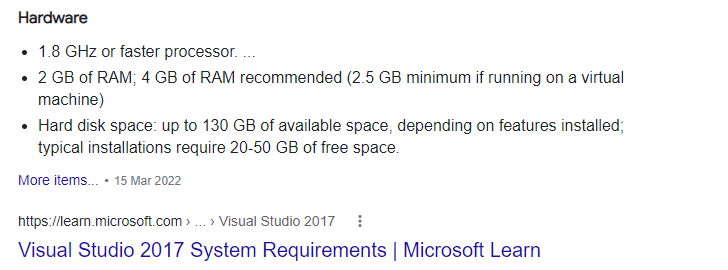 Hardware
• 1.8 GHz or faster processor. ...
• 2 GB of RAM; 4 GB of RAM recommended (2.5 GB minimum if running on a virtual
machine)
• Hard disk space: up to 130 GB of available space, depending on features installed;
typical installations require 20-50 GB of free space.
More items... • 15 Mar 2022
https://learn.microsoft.com › ... › Visual Studio 2017
Visual Studio 2017 System Requirements | Microsoft Learn